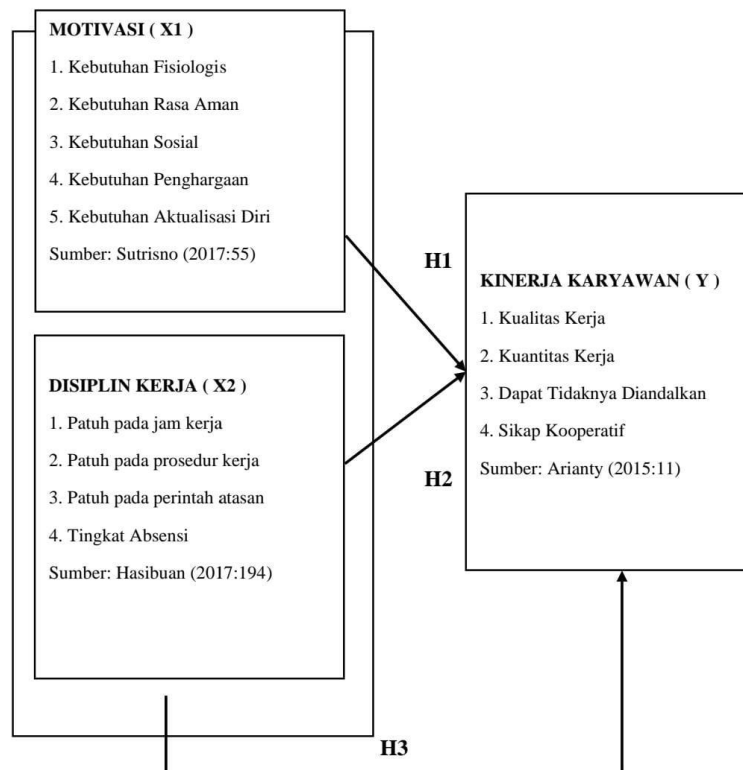 MOTIVASI ( X1 )
1. Kebutuhan Fisiologis
2. Kebutuhan Rasa Aman
3. Kebutuhan Sosial
4. Kebutuhan Penghargaan
5. Kebutuhan Aktualisasi Diri
Sumber: Sutrisno (2017:55)
DISIPLIN KERJA ( X2 )
1. Patuh pada jam kerja
2. Patuh pada prosedur kerja
3. Patuh pada perintah atasan
4. Tingkat Absensi
Sumber: Hasibuan (2017:194)
H1
H2
KINERJA KARYAWAN ( Y )
1. Kualitas Kerja
2. Kuantitas Kerja
3. Dapat Tidaknya Diandalkan
4. Sikap Kooperatif
Sumber: Arianty (2015:11)
H3